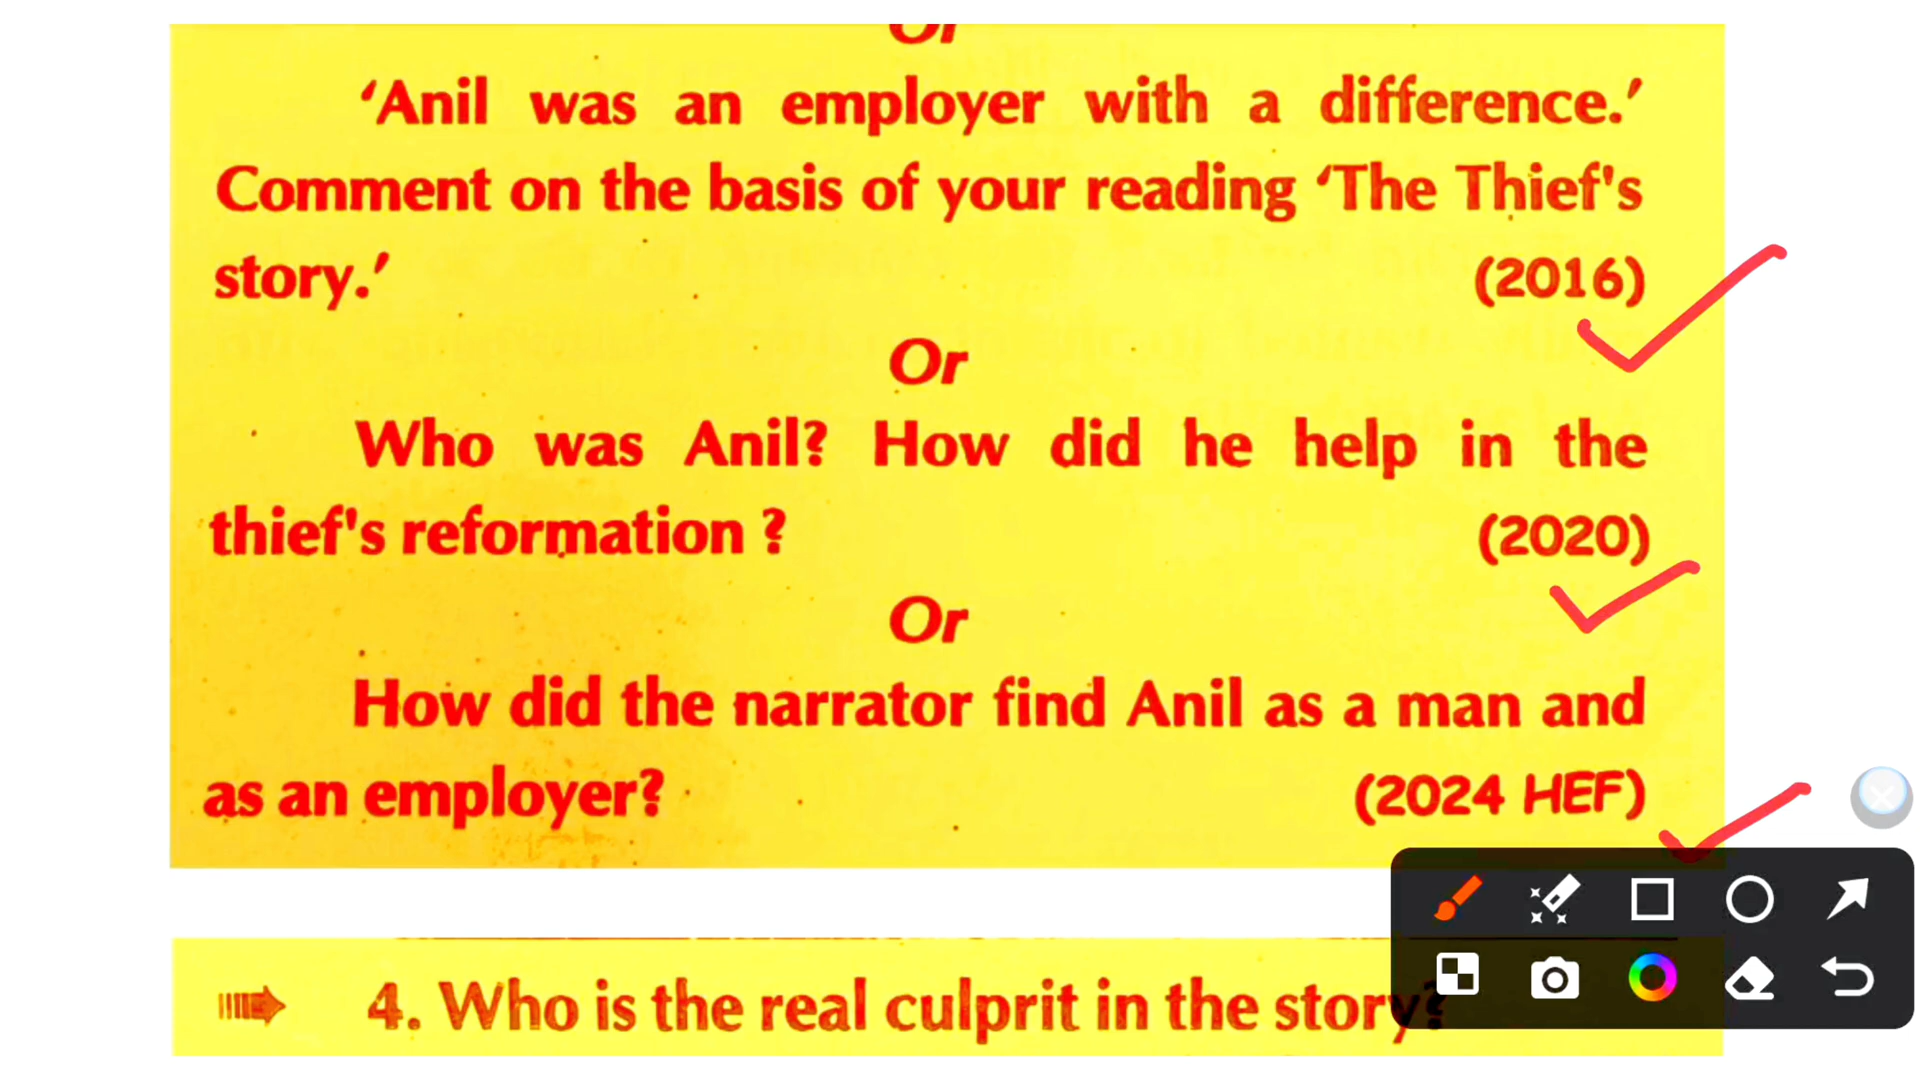 Or
‘Anil was an employer with a difference.’
Comment on the basis of your reading ‘The Thief's
story.’ (2016)
Or
Who was Anil? How did he help in the
thief's reformation ? (2020)
Or
How did the narrator find Anil as a man and
as an employer? (2024 HEF)
4. Who is the real culprit in the story?